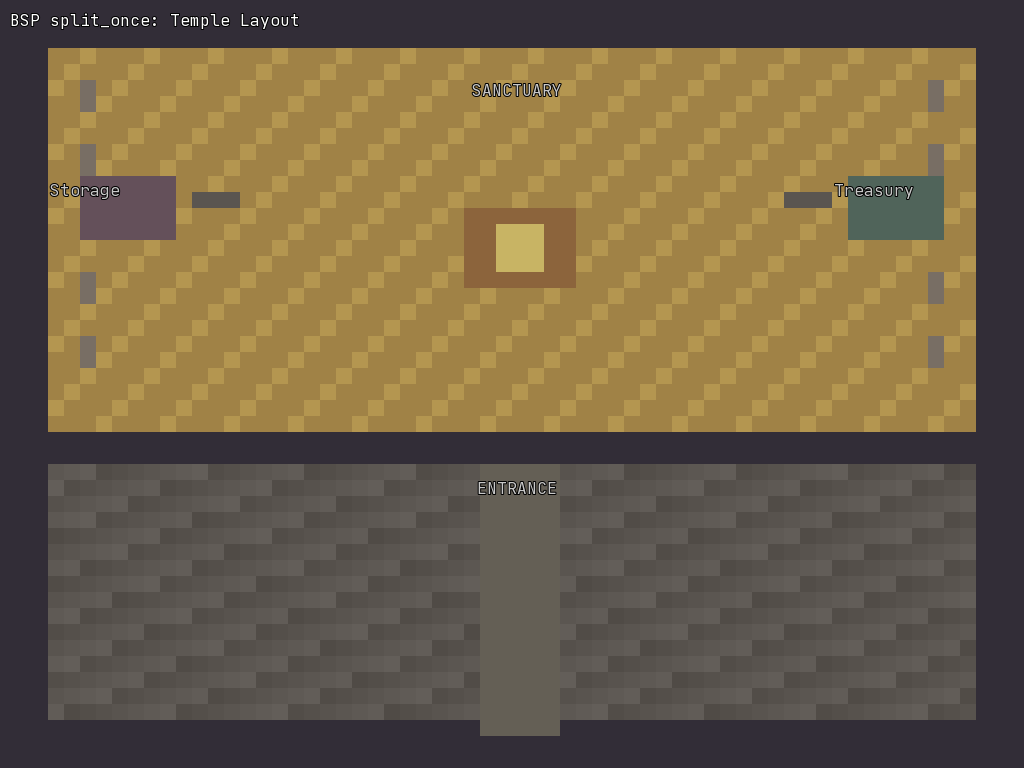 BSP split_once: Temple Layout
SANCTUARY
Storage
Treasury
ENTRANCE